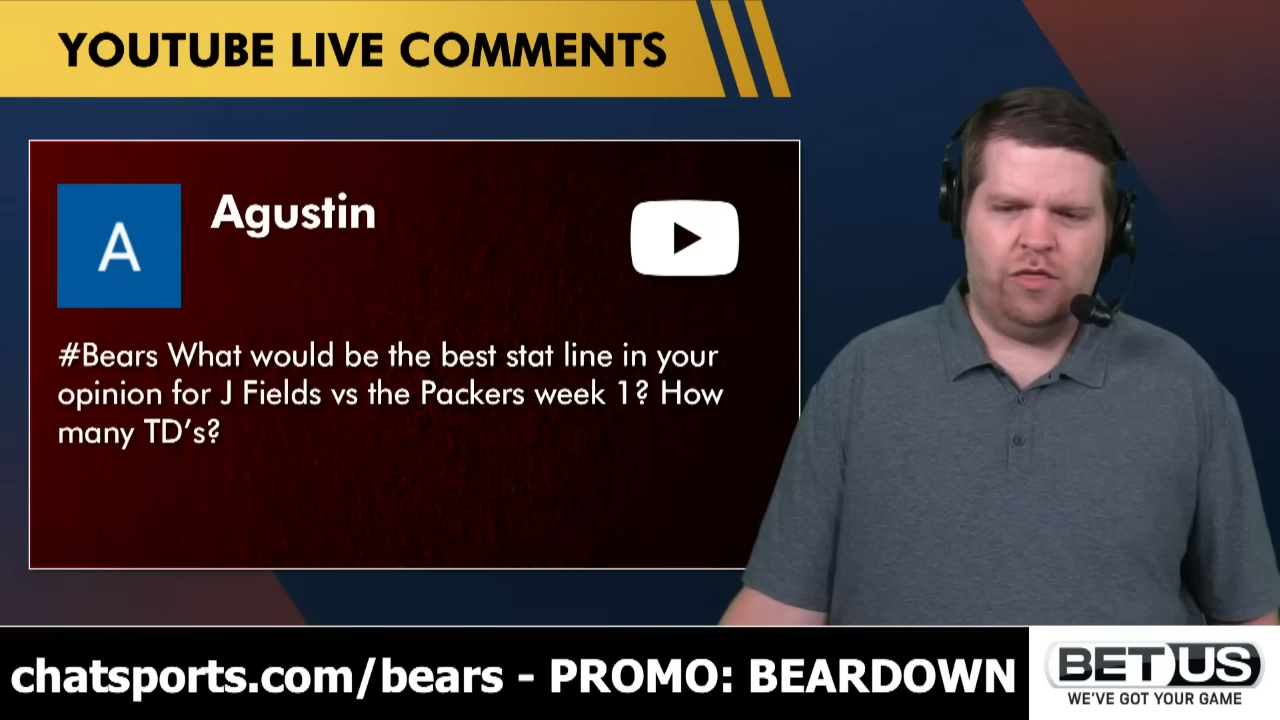 YOUTUBE LIVE COMMENTS
A
Agustin
#Bears What would be the best stat line in your
opinion for J Fields vs the Packers week 1? How
many TD's?
chatsports.com/bears - PROMO: BEARDOWN
BETUS
WE'VE GOT YOUR GAME